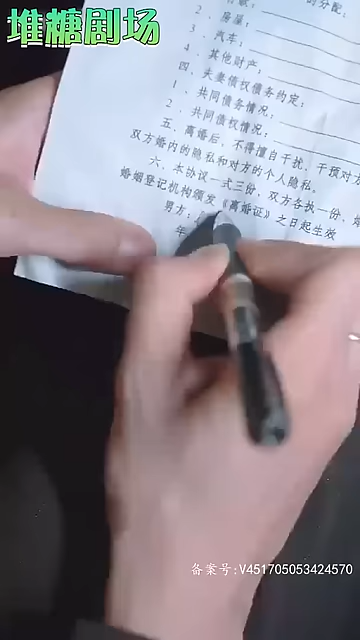 堆糖剧场
的分配:
2、房屋:
3、汽车:
4、其他财产:
四、夫妻债权债务约定:
1、共同债务情况:
2、共同债权情况:
五、离婚后,不得擅自干扰、干预对方
双方婚内的隐私和对方的个人隐私。
六、本协议一式三份,双方各执一份,
婚姻登记机构颁发《离婚证》之日起生效
男方:
年
备案号:V451705053424570